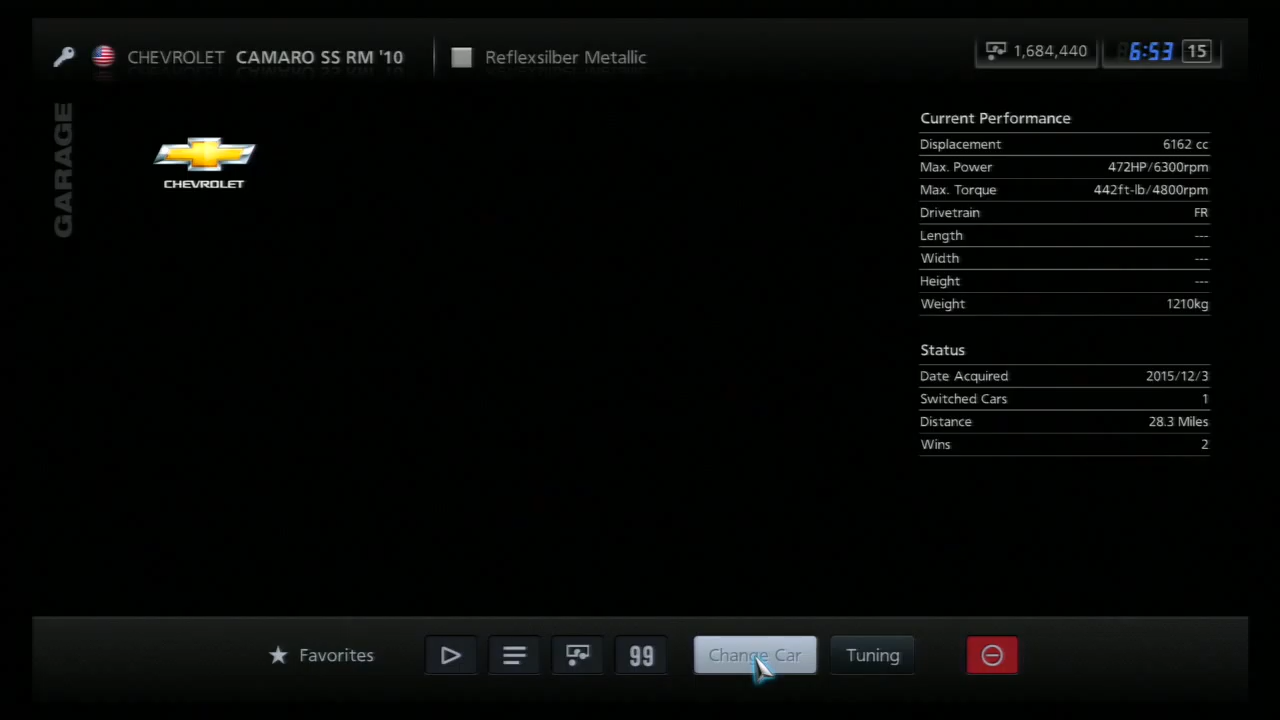 CHEVROLET CAMARO SS RM '10
Reflexsilber Metallic
1,684,440
6:53
15
GARAGE
CHEVROLET
Current Performance
Displacement 6162 cc
Max. Power 472HP/6300rpm
Max. Torque 442ft-lb/4800rpm
Drivetrain FR
Length ---
Width ---
Height ---
Weight 1210kg
Status
Date Acquired 2015/12/3
Switched Cars 1
Distance 28.3 Miles
Wins 2
Favorites
99
Change Car
Tuning